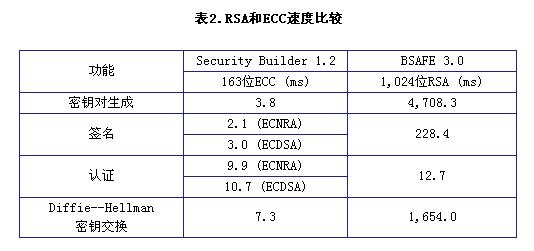 表2.RSA和ECC速度比较
功能
Security Builder 1.2
BSAFE 3.0
163位ECC (ms)
1,024位RSA (ms)
密钥对生成
3.8
4,708.3
签名
2.1 (ECNRA)
3.0 (ECDSA)
228.4
认证
9.9 (ECNRA)
10.7 (ECDSA)
12.7
Diffie--Hellman
密钥交换
7.3
1,654.0